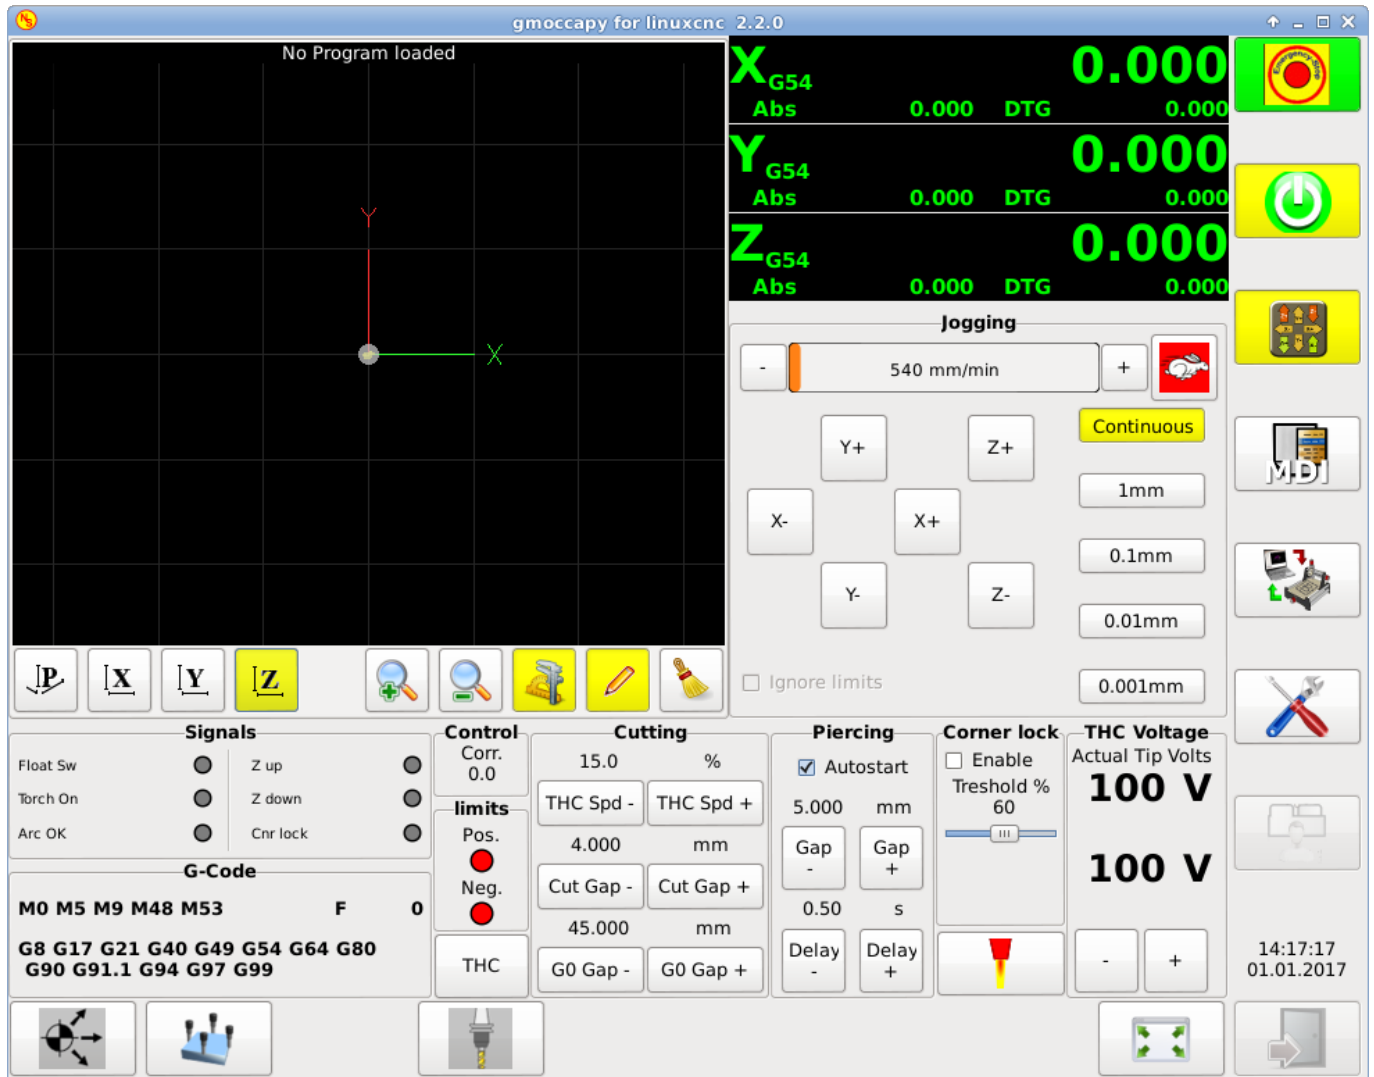 gmoccapy for linuxcnc 2.2.0
No Program loaded
Y
X
X G54 0.000
Abs 0.000 DTG 0.000
Y G54 0.000
Abs 0.000 DTG 0.000
Z G54 0.000
Abs 0.000 DTG 0.000
Emergency-Stop
Jogging
- 540 mm/min +
Continuous
Y+ Z+
1mm
X- X+
0.1mm
Y- Z-
0.01mm
Ignore limits
0.001mm
MDI
P X Y Z
Signals
Float Sw Z up
Torch On Z down
Arc OK Cnr lock
G-Code
M0 M5 M9 M48 M53 F 0
G8 G17 G21 G40 G49 G54 G64 G80
G90 G91.1 G94 G97 G99
Control
Corr.
0.0
limits
Pos.
Neg.
THC
Cutting
15.0 %
THC Spd - THC Spd +
4.000 mm
Cut Gap - Cut Gap +
45.000 mm
G0 Gap - G0 Gap +
Piercing
Autostart
5.000 mm
Gap - Gap +
0.50 s
Delay - Delay +
Corner lock
Enable
Treshold %
60
THC Voltage
Actual Tip Volts
100 V
100 V
- +
14:17:17
01.01.2017